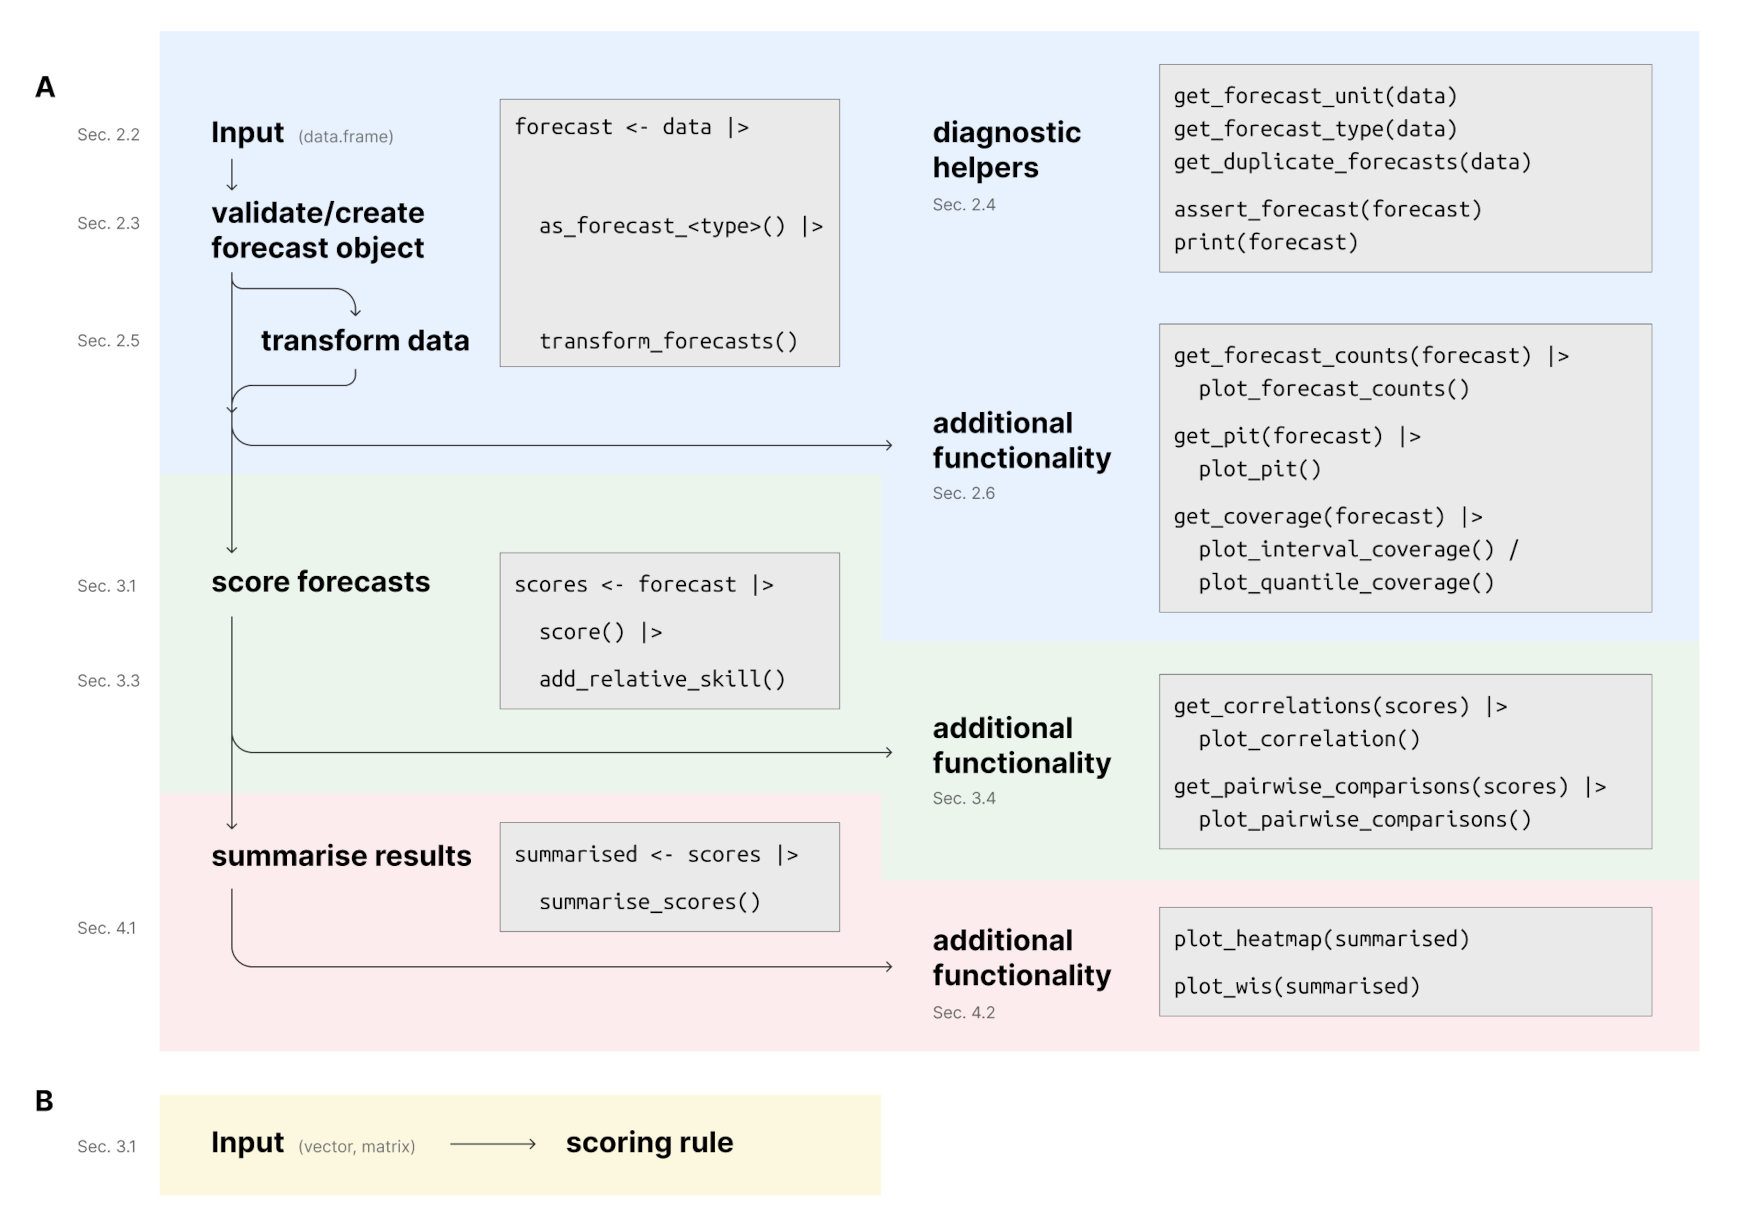 A
Sec. 2.2
Input (data.frame)
forecast <- data |>
Sec. 2.3
validate/create
forecast object
as_forecast_<type>() |>
Sec. 2.5
transform data
transform_forecasts()
diagnostic
helpers
Sec. 2.4
get_forecast_unit(data)
get_forecast_type(data)
get_duplicate_forecasts(data)
assert_forecast(forecast)
print(forecast)
additional
functionality
Sec. 2.6
get_forecast_counts(forecast) |>
plot_forecast_counts()
get_pit(forecast) |>
plot_pit()
get_coverage(forecast) |>
plot_interval_coverage() /
plot_quantile_coverage()
Sec. 3.1
score forecasts
scores <- forecast |>
score() |>
Sec. 3.3
add_relative_skill()
additional
functionality
Sec. 3.4
get_correlations(scores) |>
plot_correlation()
get_pairwise_comparisons(scores) |>
plot_pairwise_comparisons()
summarise results
summarised <- scores |>
summarise_scores()
Sec. 4.1
additional
functionality
Sec. 4.2
plot_heatmap(summarised)
plot_wis(summarised)
B
Sec. 3.1
Input (vector, matrix)
scoring rule